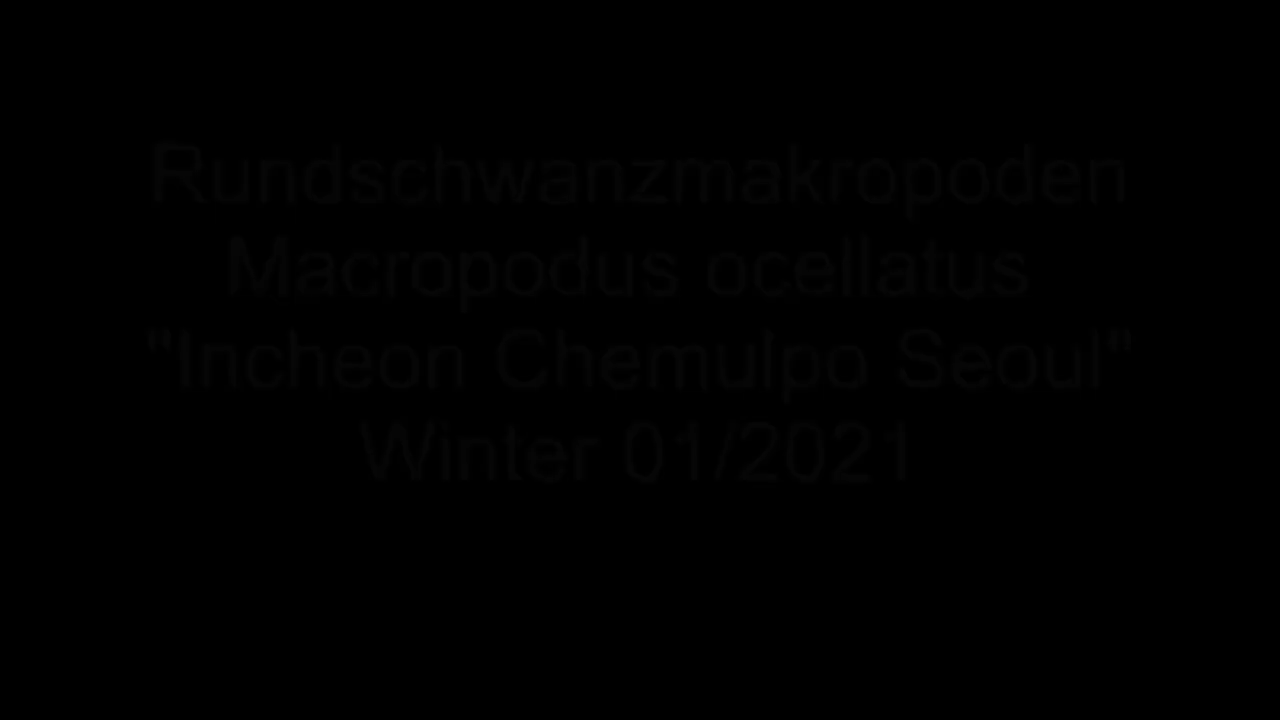 Rundschwanzmakropoden
Macropodus ocellatus
"Incheon Chemulpo Seoul"
Winter 01/2021